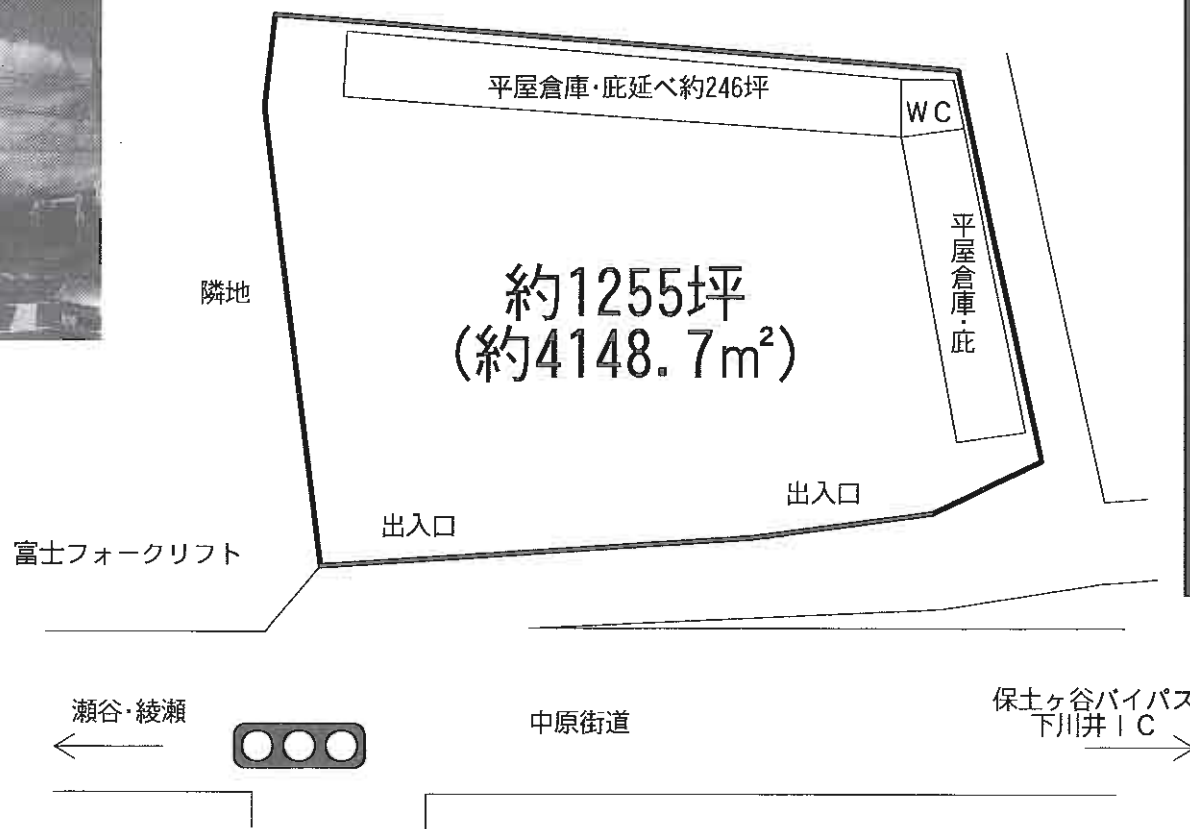 平屋倉庫・庇延べ約246坪
WC
平屋倉庫・庇
隣地
約1255坪
(約4148.7m²)
出入口
出入口
富士フォークリフト
瀬谷・綾瀬
中原街道
保土ヶ谷バイパス
下川井IC